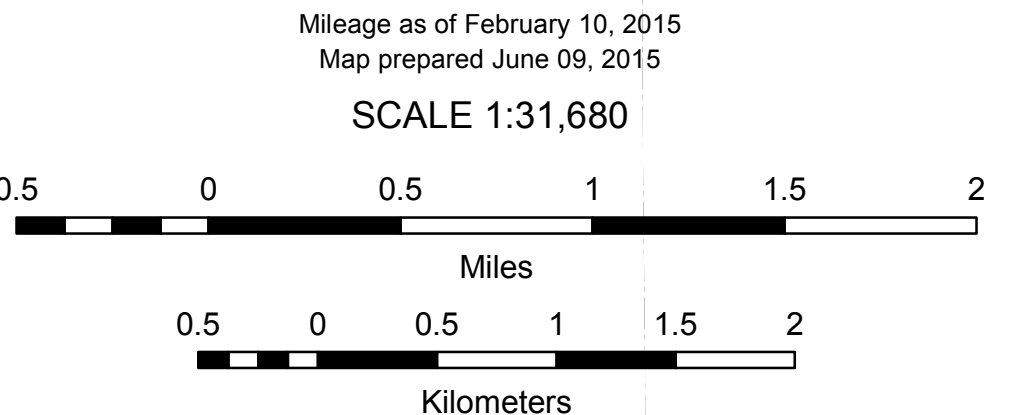 Mileage as of February 10, 2015
Map prepared June 09, 2015
SCALE 1:31,680
0.5 0 0.5 1 1.5 2
Miles
0.5 0 0.5 1 1.5 2
Kilometers